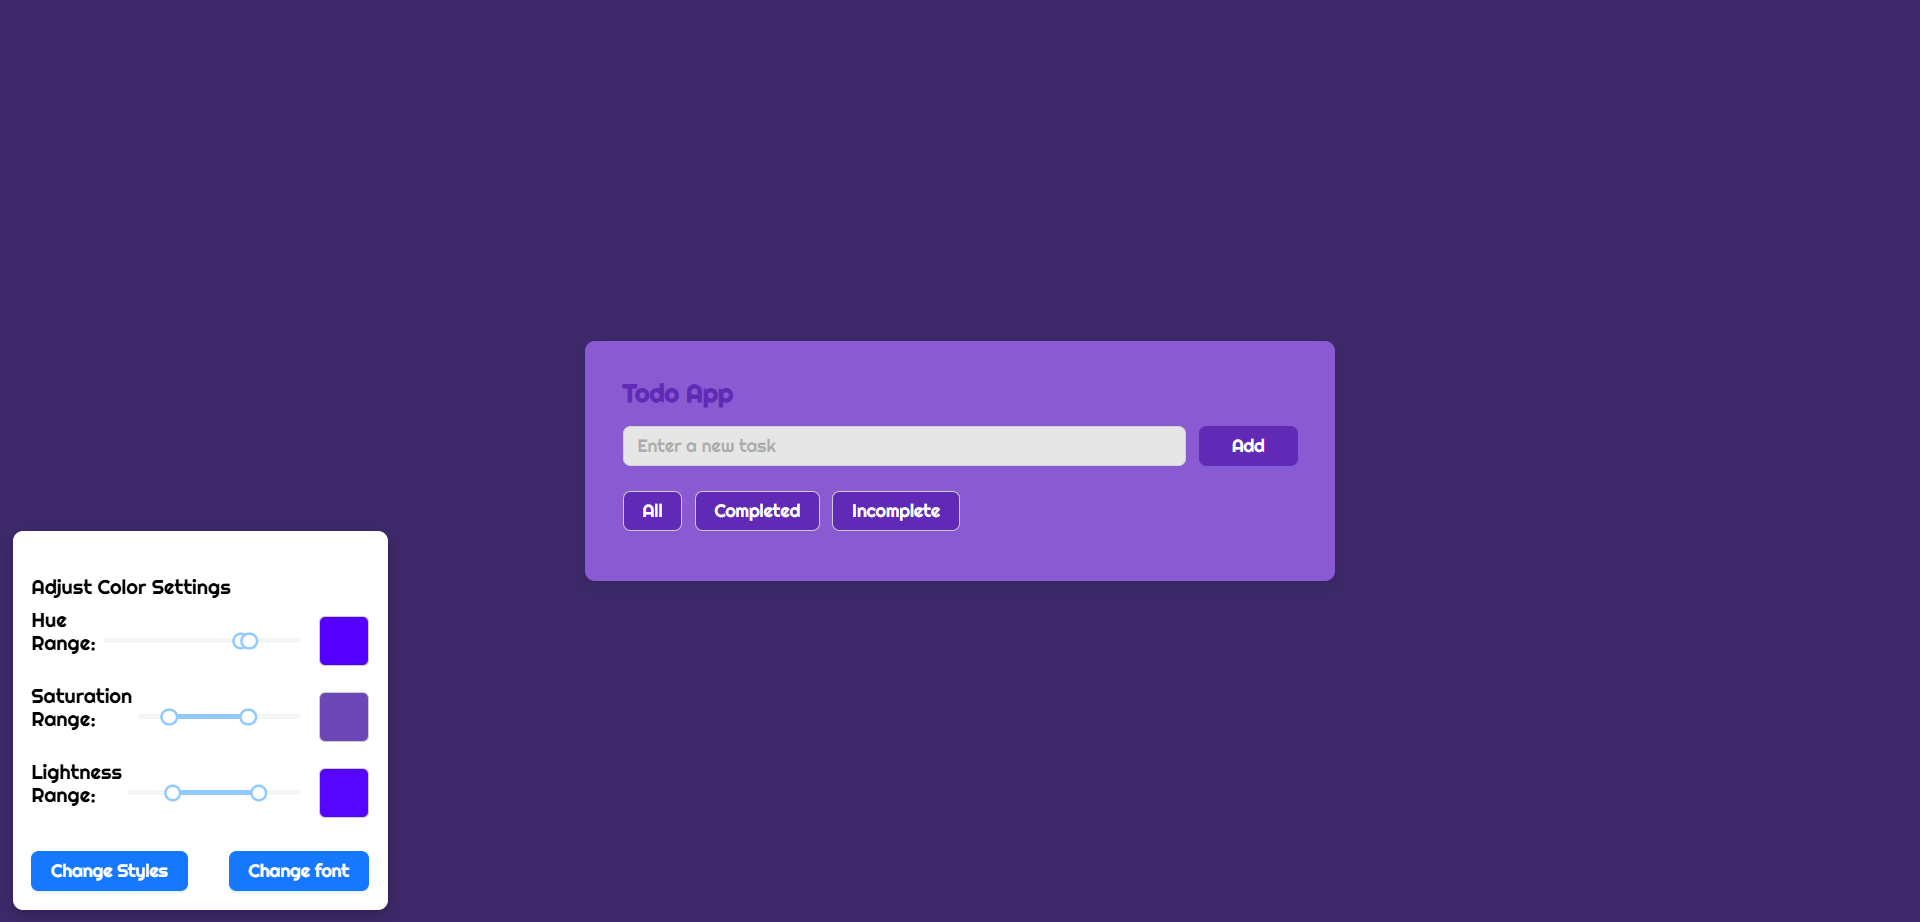 Todo App
Enter a new task
Add
All
Completed
Incomplete
Adjust Color Settings
Hue
Range:
Saturation
Range:
Lightness
Range:
Change Styles
Change font